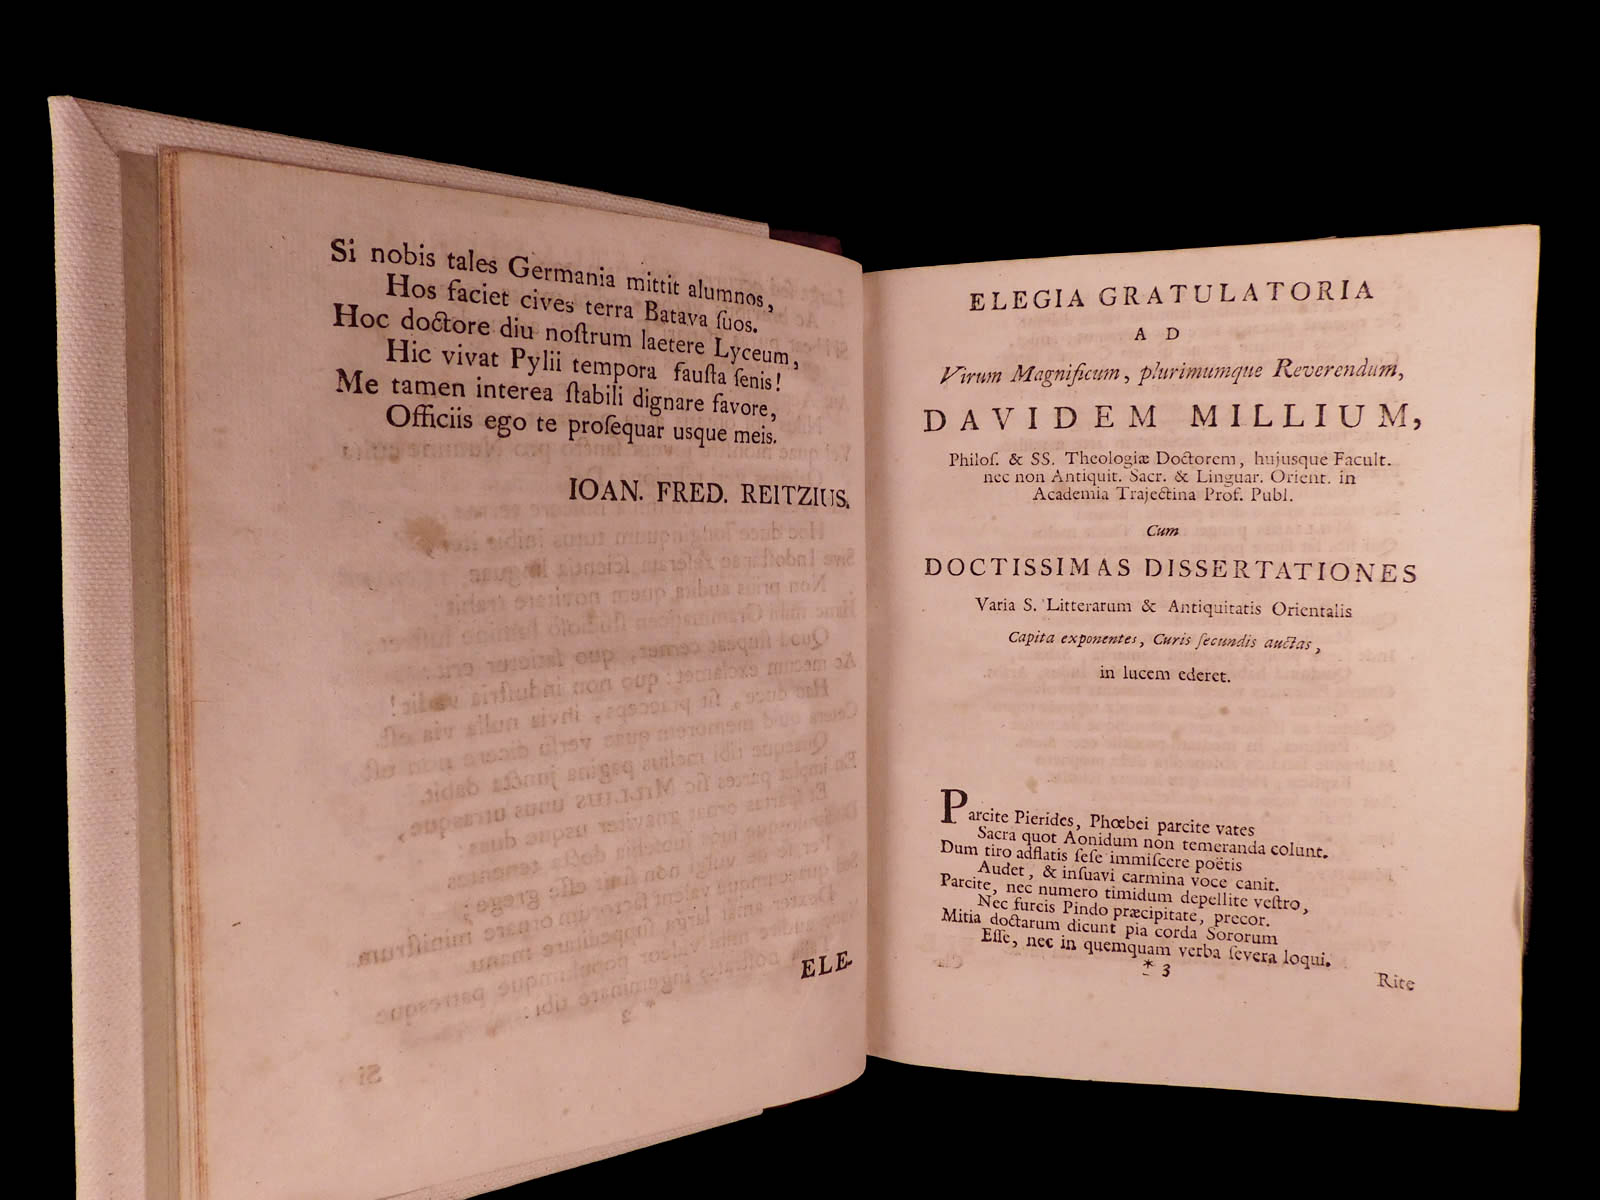 Si nobis tales Germania mittit alumnos,
Hos faciet cives terra Batava ſuos.
Hoc doctore diu noſtrum laetere Lyceum,
Hic vivat Pylii tempora fauſta ſenis!
Me tamen interea ſtabili dignare favore,
Officiis ego te proſequar usque meis.
IOAN. FRED. REITZIUS.
ELE-
ELEGIA GRATULATORIA
AD
Virum Magnificum, plurimumque Reverendum,
DAVIDEM MILLIUM,
Philoſ. & SS. Theologiæ Doctorem, hujusque Facult.
nec non Antiquit. Sacr. & Linguar. Orient. in
Academia Trajectina Prof. Publ.
Cum
DOCTISSIMAS DISSERTATIONES
Varia S. Litterarum & Antiquitatis Orientalis
Capita exponentes, Curis ſecundis auctas,
in lucem ederet.
Parcite Pierides, Phœbei parcite vates
Sacra quot Aonidum non temeranda colunt.
Dum tiro adflatis ſeſe immiſcere poëtis
Audet, & inſuavi carmina voce canit.
Parcite, nec numero timidum depellite veſtro,
Nec furcis Pindo præcipitate, precor.
Mitia doctarum dicunt pia corda Sororum
Eſſe, nec in quemquam verba ſevera loqui.
* 3
Rite